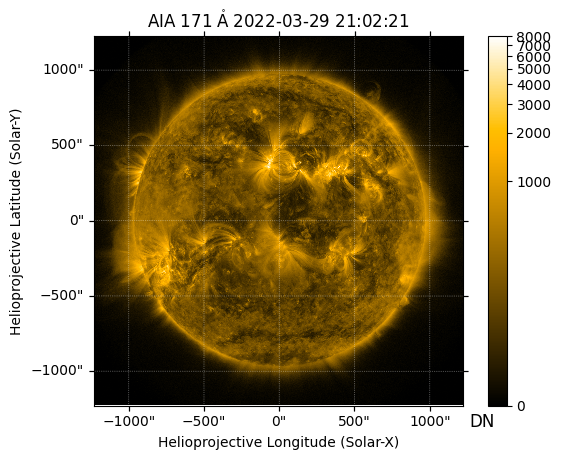 AIA 171 Å 2022-03-29 21:02:21
8000
7000
6000
5000
4000
3000
2000
1000
0
DN
1000"
500"
0"
−500"
−1000"
Helioprojective Latitude (Solar-Y)
−1000" −500" 0" 500" 1000"
Helioprojective Longitude (Solar-X)